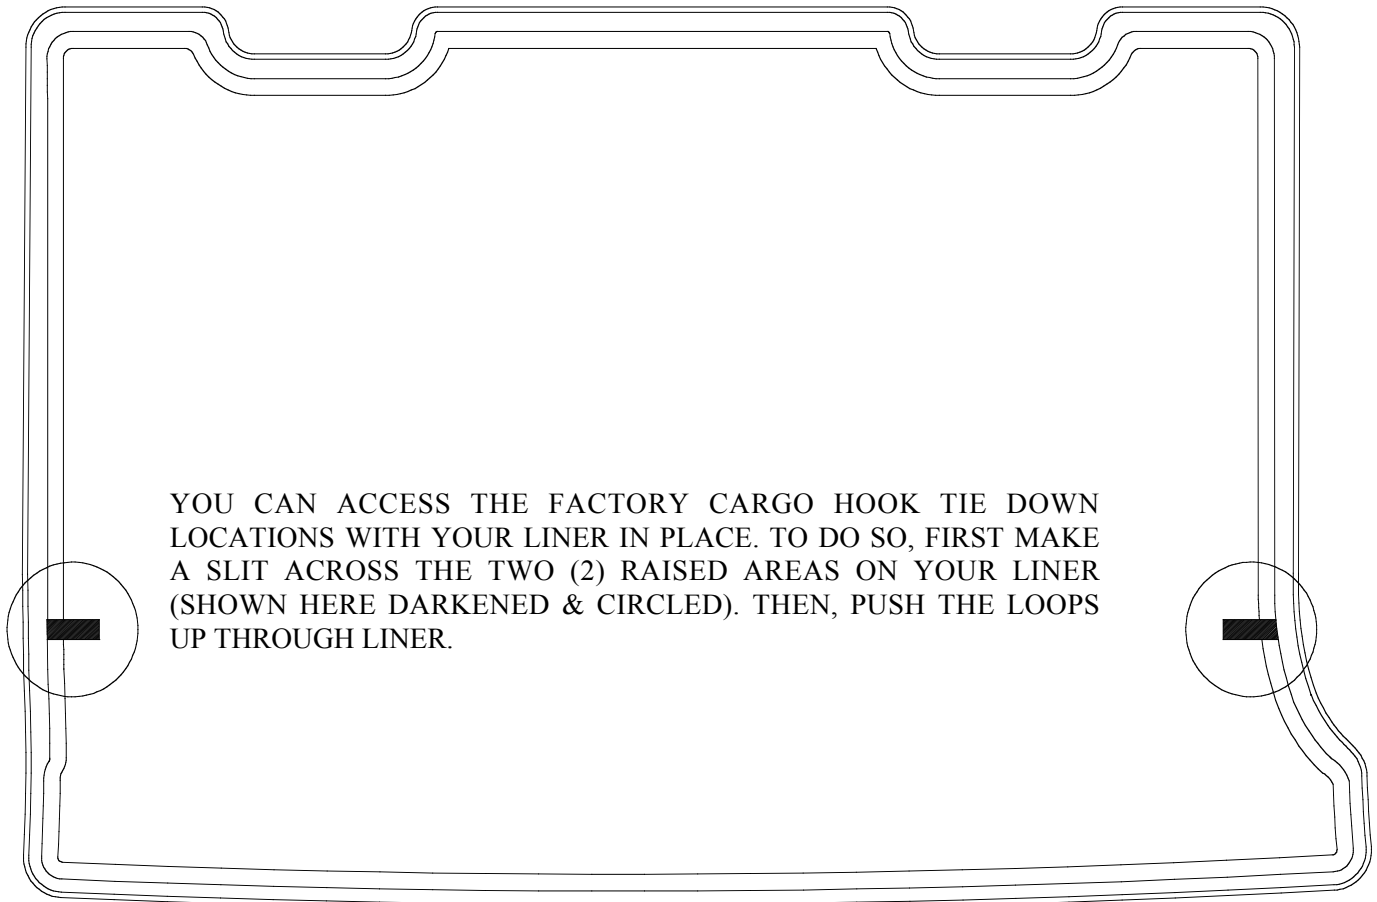 YOU CAN ACCESS THE FACTORY CARGO HOOK TIE DOWN
LOCATIONS WITH YOUR LINER IN PLACE. TO DO SO, FIRST MAKE
A SLIT ACROSS THE TWO (2) RAISED AREAS ON YOUR LINER
(SHOWN HERE DARKENED & CIRCLED). THEN, PUSH THE LOOPS
UP THROUGH LINER.